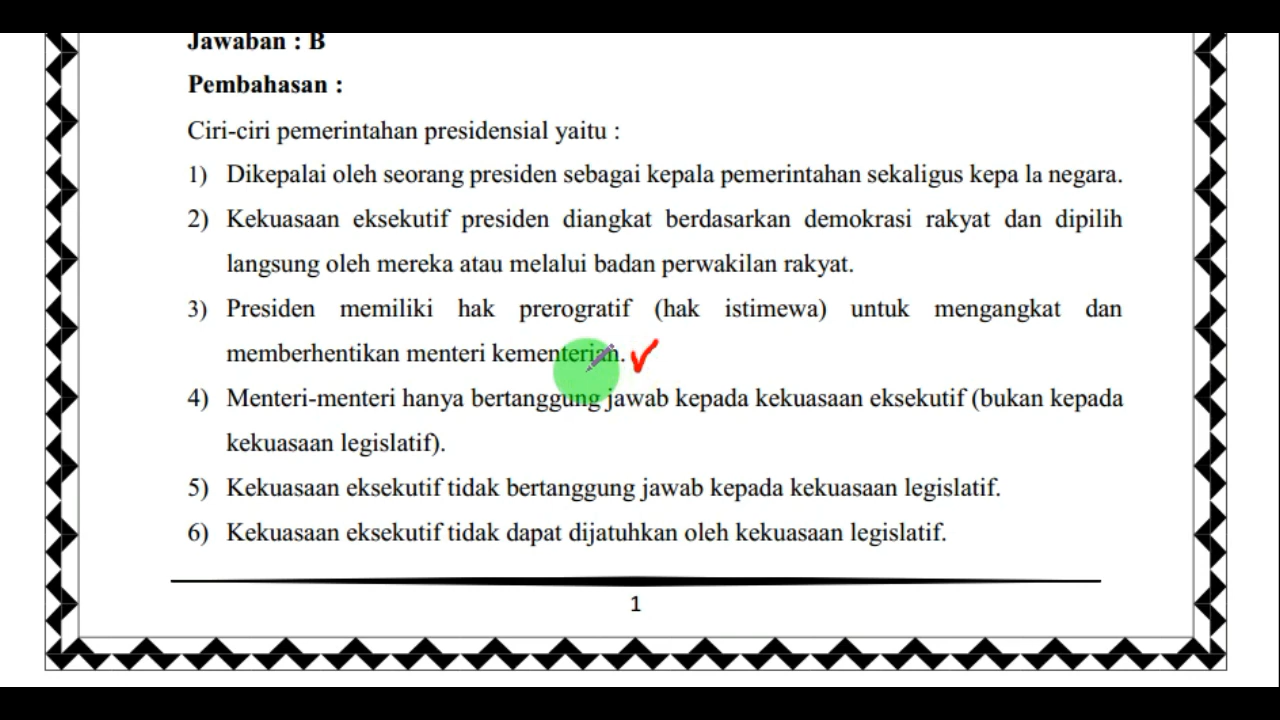 Jawaban : B
Pembahasan :
Ciri-ciri pemerintahan presidensial yaitu :
1) Dikepalai oleh seorang presiden sebagai kepala pemerintahan sekaligus kepa la negara.
2) Kekuasaan eksekutif presiden diangkat berdasarkan demokrasi rakyat dan dipilih
langsung oleh mereka atau melalui badan perwakilan rakyat.
3) Presiden memiliki hak prerogratif (hak istimewa) untuk mengangkat dan
memberhentikan menteri kementerian.
4) Menteri-menteri hanya bertanggung jawab kepada kekuasaan eksekutif (bukan kepada
kekuasaan legislatif).
5) Kekuasaan eksekutif tidak bertanggung jawab kepada kekuasaan legislatif.
6) Kekuasaan eksekutif tidak dapat dijatuhkan oleh kekuasaan legislatif.
1